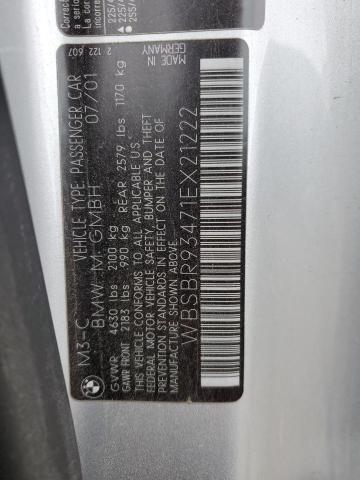 M3-C VEHICLE TYPE: PASSENGER CAR 2 122 607
BMW M GMBH 07/01 MADE IN GERMANY
GVWR 4630 lbs 2100 kg
GAWR FRONT 2183 lbs 990 kg REAR 2579 lbs 1170 kg
THIS VEHICLE CONFORMS TO ALL APPLICABLE
FEDERAL MOTOR VEHICLE SAFETY, BUMPER AND THEFT
PREVENTION STANDARDS IN EFFECT ON THE DATE OF
MANUFACTURE SHOWN ABOVE.
WBSBR93471EX21222